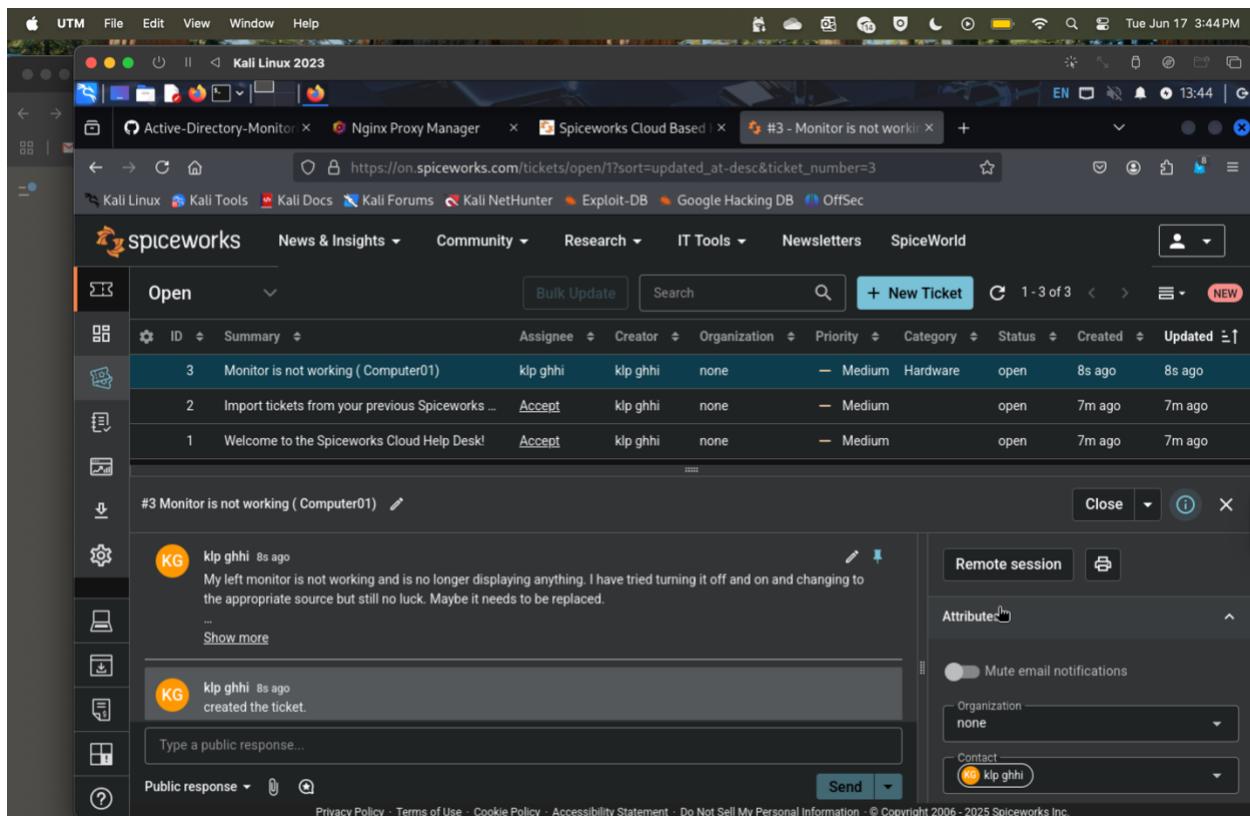 UTM File Edit View Window Help Tue Jun 17 3:44 PM
Kali Linux 2023
EN 13:44
Active-Directory-Monitor Nginx Proxy Manager Spiceworks Cloud Based #3 - Monitor is not workin
https://on.spiceworks.com/tickets/open/1?sort=updated_at-desc&ticket_number=3
Kali Linux Kali Tools Kali Docs Kali Forums Kali NetHunter Exploit-DB Google Hacking DB OffSec
spiceworks News & Insights Community Research IT Tools Newsletters SpiceWorld
Open Bulk Update Search + New Ticket 1 - 3 of 3 NEW
ID Summary Assignee Creator Organization Priority Category Status Created Updated
3 Monitor is not working ( Computer01) klp ghhi klp ghhi none Medium Hardware open 8s ago 8s ago
2 Import tickets from your previous Spiceworks ... Accept klp ghhi none Medium open 7m ago 7m ago
1 Welcome to the Spiceworks Cloud Help Desk! Accept klp ghhi none Medium open 7m ago 7m ago
#3 Monitor is not working ( Computer01) Close
KG klp ghhi 8s ago
My left monitor is not working and is no longer displaying anything. I have tried turning it off and on and changing to
the appropriate source but still no luck. Maybe it needs to be replaced.
...
Show more
KG klp ghhi 8s ago
created the ticket.
Type a public response...
Public response Send
Remote session
Attributes
Mute email notifications
Organization
none
Contact
KG klp ghhi
Privacy Policy - Terms of Use - Cookie Policy - Accessibility Statement - Do Not Sell My Personal Information - © Copyright 2006 - 2025 Spiceworks Inc.